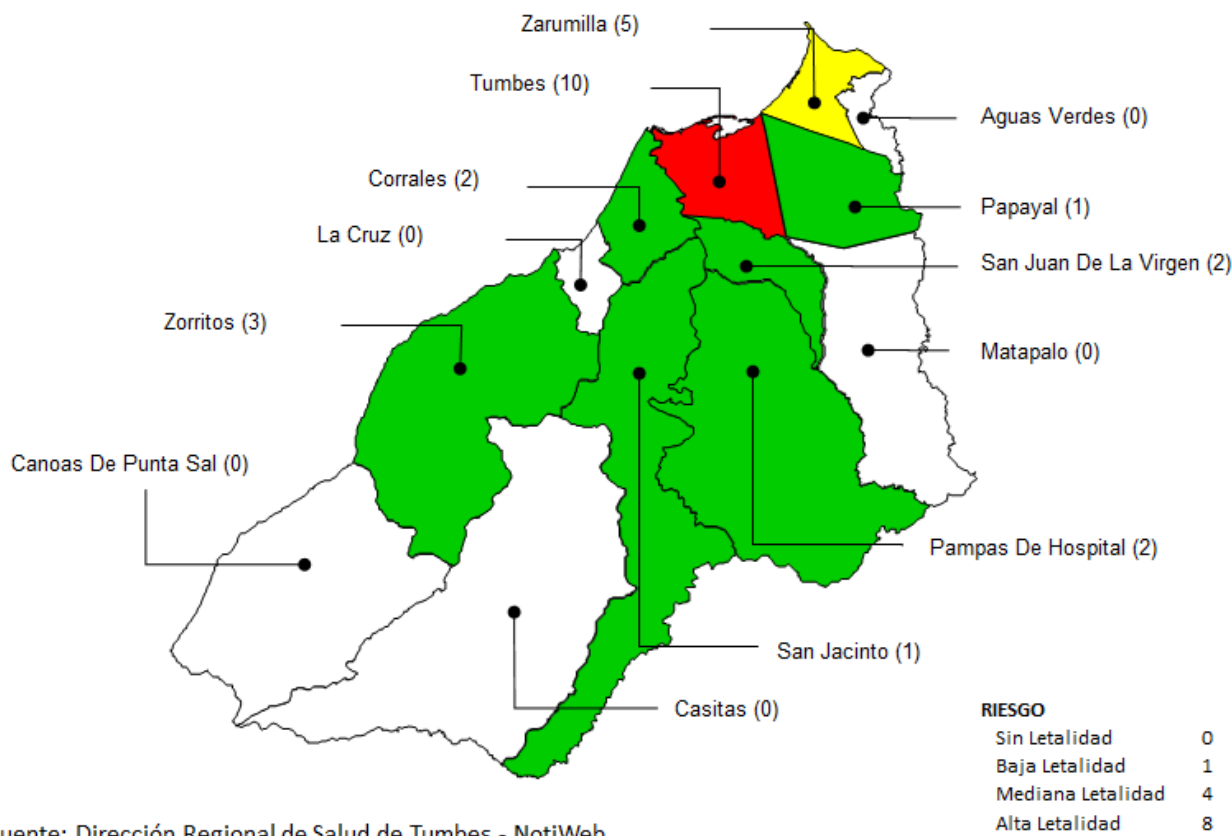 Zarumilla (5)
Tumbes (10)
Aguas Verdes (0)
Corrales (2)
Papayal (1)
La Cruz (0)
San Juan De La Virgen (2)
Zorritos (3)
Matapalo (0)
Canoas De Punta Sal (0)
Pampas De Hospital (2)
San Jacinto (1)
Casitas (0)
RIESGO
Sin Letalidad 0
Baja Letalidad 1
Mediana Letalidad 4
Alta Letalidad 8
uente: Dirección Regional de Salud de Tumbes - NotiWeb